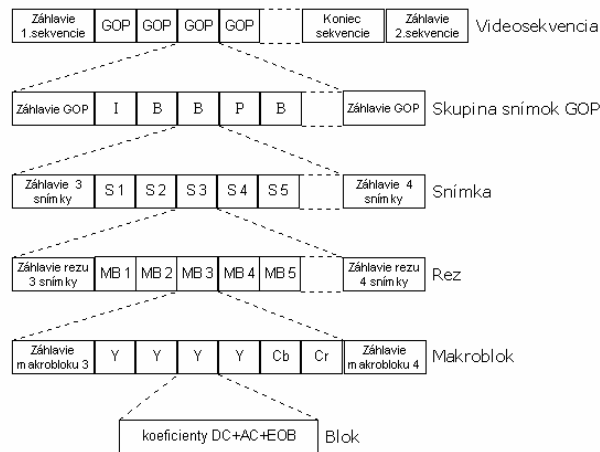 Záhlavie
1.sekvencie
GOP GOP GOP GOP
Koniec
sekvencie
Záhlavie
2.sekvencie
Videosekvencia
Záhlavie GOP
I B B P B
Záhlavie GOP
Skupina snímok GOP
Záhlavie 3
snímky
S 1 S 2 S 3 S 4 S 5
Záhlavie 4
snímky
Snímka
Záhlavie rezu
3 snímky
MB 1 MB 2 MB 3 MB 4 MB 5
Záhlavie rezu
4 snímky
Rez
Záhlavie
makrobloku 3
Y Y Y Y Cb Cr
Záhlavie
makrobloku 4
Makroblok
koeficienty DC+AC+EOB
Blok